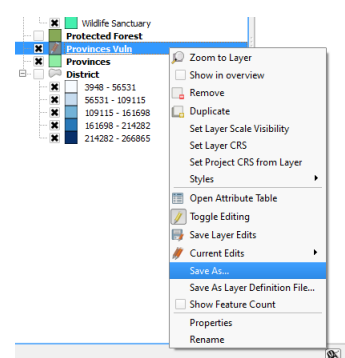 Wildlife Sanctuary
Protected Forest
Provinces Vuln
Provinces
District
3948 - 56531
56531 - 109115
109115 - 161698
161698 - 214282
214282 - 266865
Zoom to Layer
Show in overview
Remove
Duplicate
Set Layer Scale Visibility
Set Layer CRS
Set Project CRS from Layer
Styles
Open Attribute Table
Toggle Editing
Save Layer Edits
Current Edits
Save As...
Save As Layer Definition File...
Show Feature Count
Properties
Rename